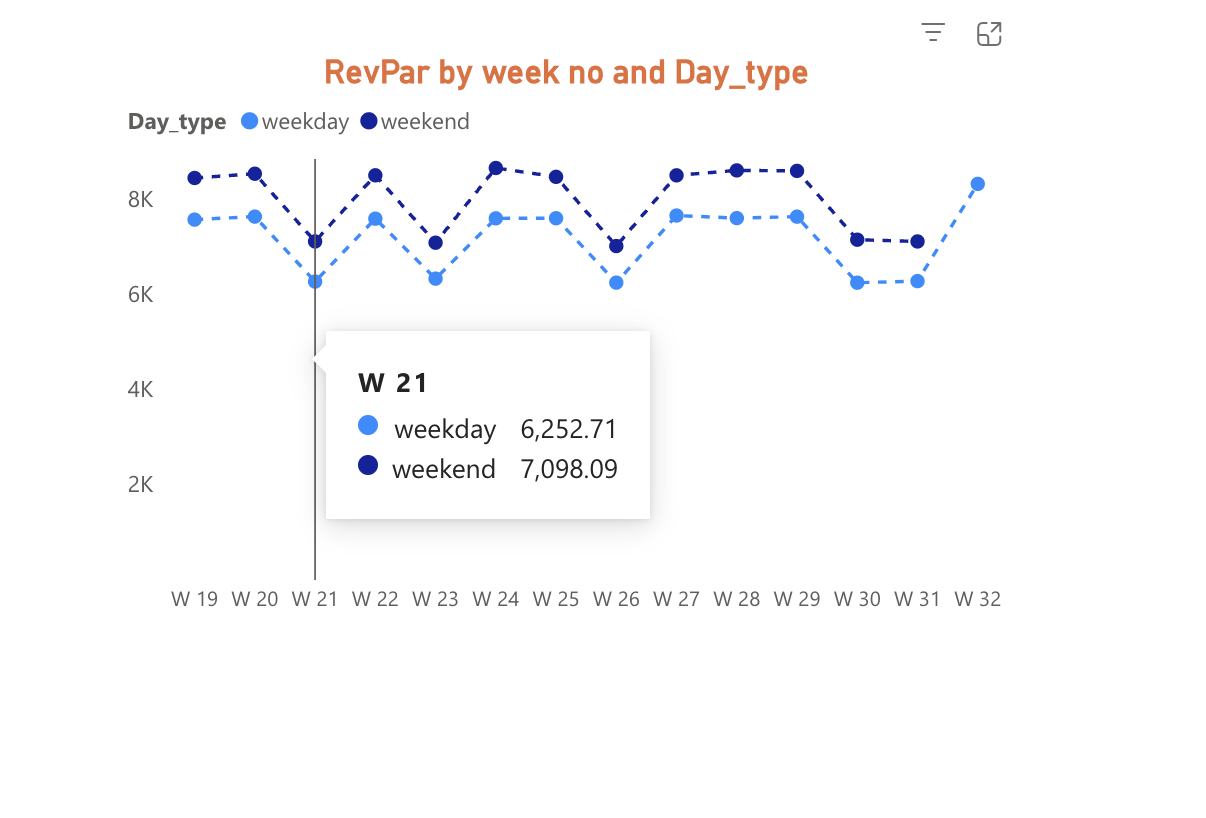 RevPar by week no and Day_type
Day_type weekday weekend
8K
6K
4K
2K
W 21
weekday 6,252.71
weekend 7,098.09
W 19 W 20 W 21 W 22 W 23 W 24 W 25 W 26 W 27 W 28 W 29 W 30 W 31 W 32